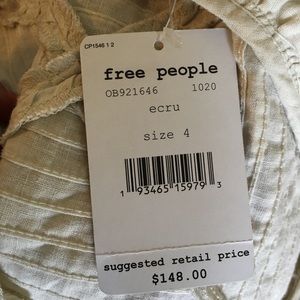 CP1546 1 2
free people
OB921646 1020
ecru
size 4
1 93465 15979 3
suggested retail price
$148.00